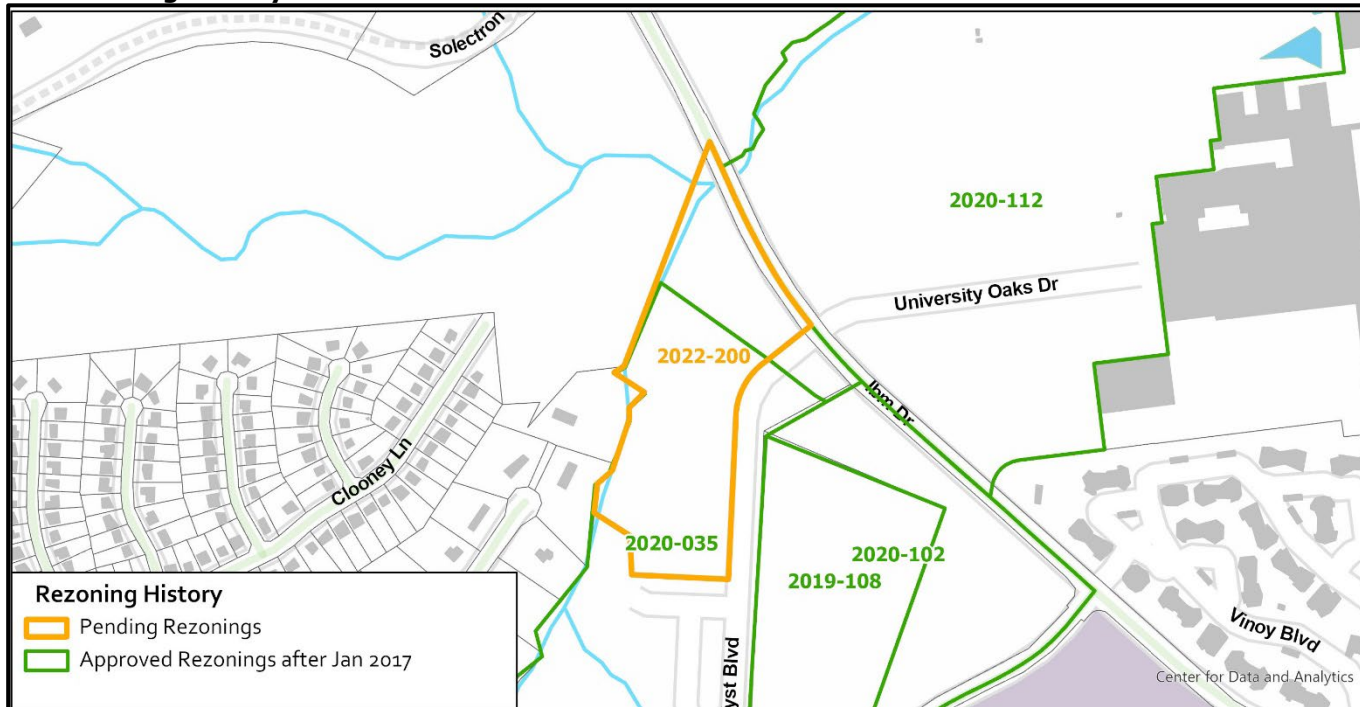 Solectron
2020-112
University Oaks Dr
2022-200
Ibm Dr
Clooney Ln
2020-035
2020-102
2019-108
yst Blvd
Vinoy Blvd
Rezoning History
Pending Rezonings
Approved Rezonings after Jan 2017
Center for Data and Analytics